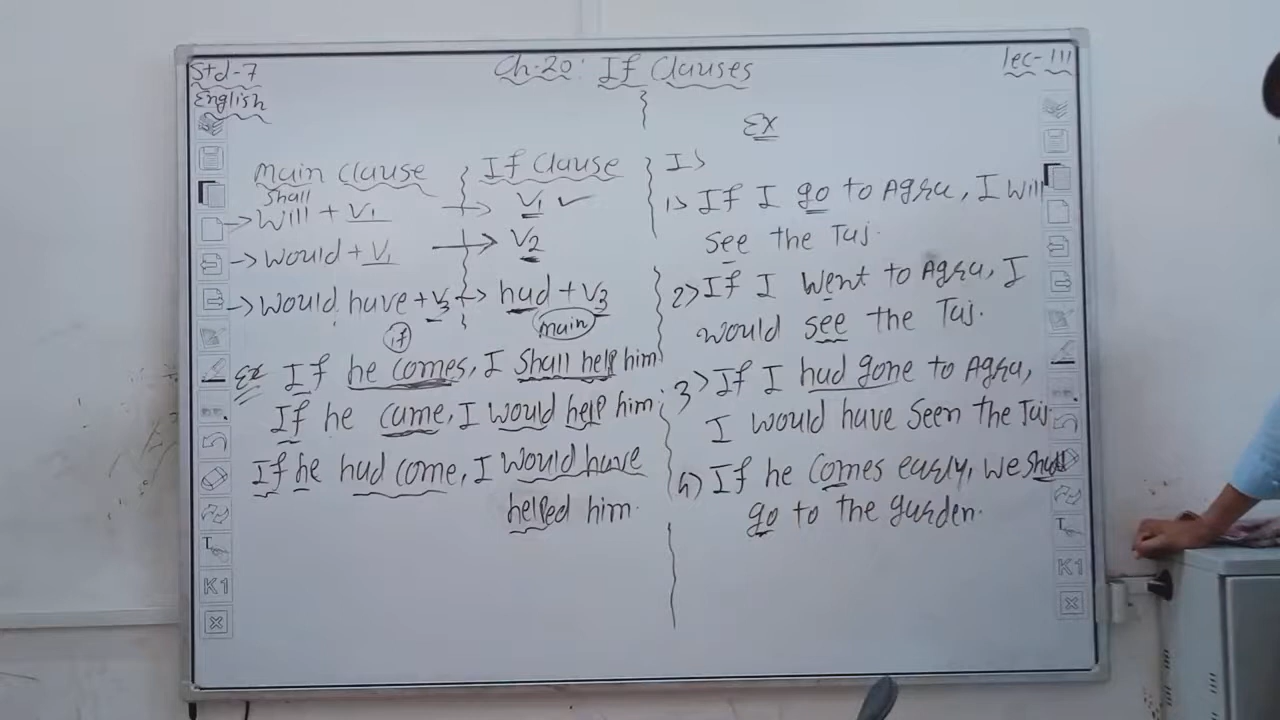 Std-7
English
Ch-20: If Clauses
lec-111
Main Clause
If Clause
Shall
→ Will + V1 → V1 ✓
→ Would + V1 → V2
→ Would have + V3 → had + V3
if
main
Ex If he comes, I Shall help him
If he came, I would help him.
If he had come, I would have
helped him.
Ex
I>
1> If I go to Agra, I will
see the Taj.
2> If I went to Agra, I
would see the Taj.
3> If I had gone to Agra,
I would have seen the Taj
4) If he comes early, we shall
go to the garden.
T
K1
T
K1